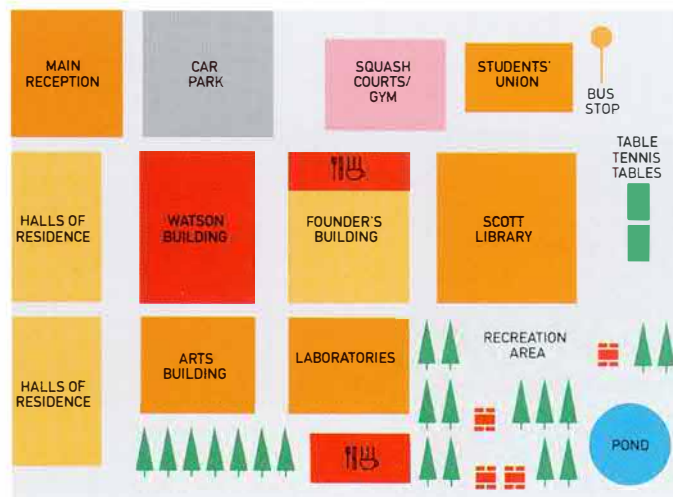 MAIN
RECEPTION
CAR
PARK
SQUASH
COURTS/
GYM
STUDENTS'
UNION
BUS
STOP
TABLE
TENNIS
TABLES
HALLS OF
RESIDENCE
WATSON
BUILDING
FOUNDER'S
BUILDING
SCOTT
LIBRARY
HALLS OF
RESIDENCE
ARTS
BUILDING
LABORATORIES
RECREATION
AREA
POND